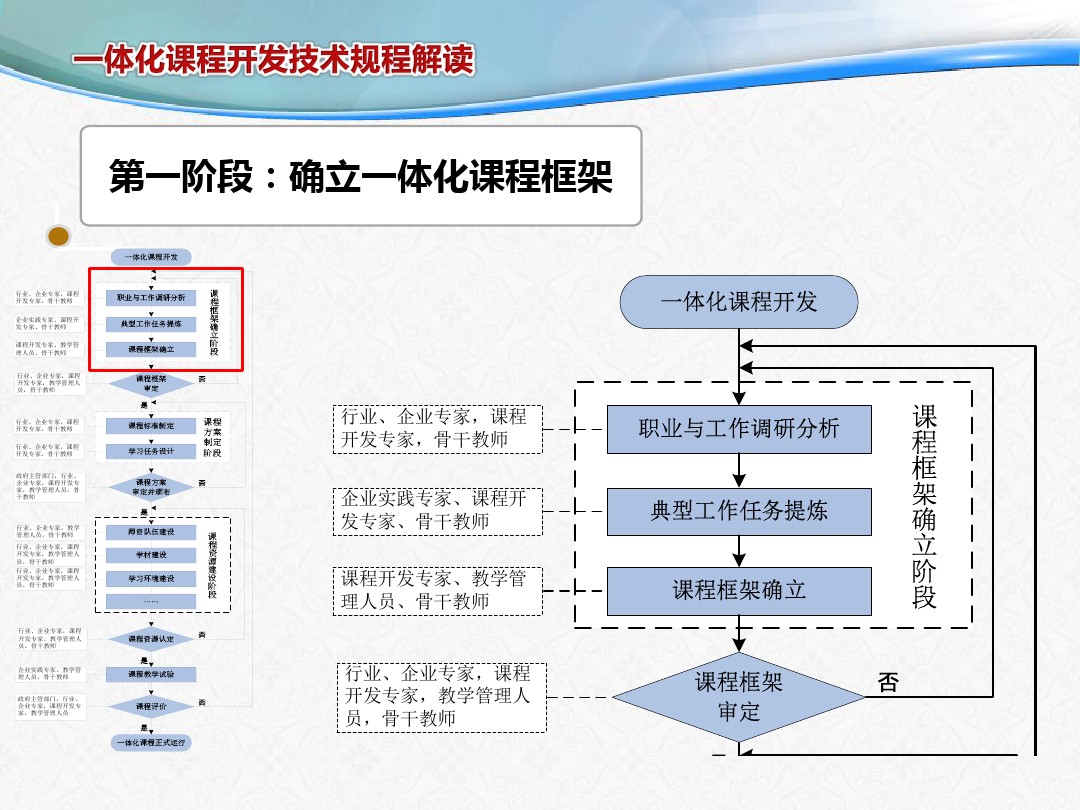 一体化课程开发技术规程解读
第一阶段：确立一体化课程框架
一体化课程开发
行业、企业专家，课程
开发专家，骨干教师
职业与工作调研分析
企业实践专家、课程开
发专家、骨干教师
典型工作任务提炼
课程开发专家、教学管
理人员、骨干教师
课程框架确立
课程框架确立阶段
行业、企业专家，课程
开发专家，教学管理人
员，骨干教师
课程框架
审定
否
是
行业、企业专家，课程
开发专家，骨干教师
课程标准制定
行业、企业专家，课程
开发专家，骨干教师
学习任务设计
课程
方案
制定
阶段
政府主管部门，行业、
企业专家，课程开发专
家，教学管理人员，骨
干教师
课程方案
审定并颁布
否
是
行业、企业专家，教学
管理人员，骨干教师
师资队伍建设
行业、企业专家，课程
开发专家，教学管理人
员，骨干教师
学材建设
行业、企业专家，课程
开发专家，教学管理人
员，骨干教师
学习环境建设
……
课程资源建设阶段
行业、企业专家，课程
开发专家，教学管理人
员，骨干教师
课程资源认定
否
是
企业实践专家、教学管
理人员、骨干教师
课程教学试验
政府主管部门，行业、
企业专家，课程开发专
家，教学管理人员
课程评价
否
是
一体化课程正式运行
一体化课程开发
行业、企业专家，课程
开发专家，骨干教师
职业与工作调研分析
企业实践专家、课程开
发专家、骨干教师
典型工作任务提炼
课程开发专家、教学管
理人员、骨干教师
课程框架确立
课程框架确立阶段
行业、企业专家，课程
开发专家，教学管理人
员，骨干教师
课程框架
审定
否